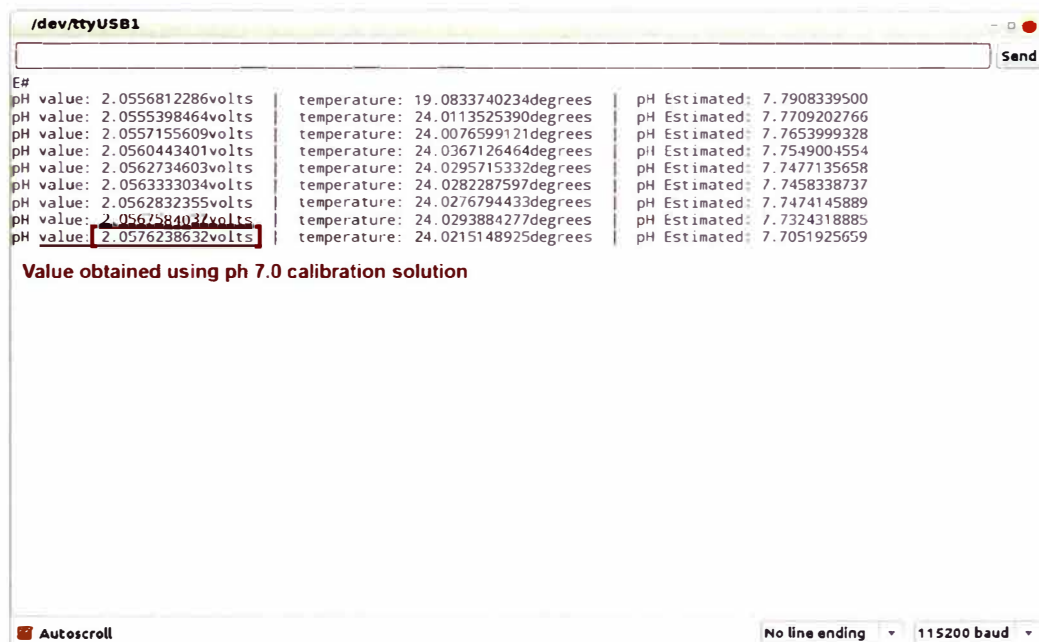 /dev/ttyUSB1
Send
E#
pH value: 2.0556812286volts | temperature: 19.0833740234degrees | pH Estimated: 7.7908339500
pH value: 2.0555398464volts | temperature: 24.0113525390degrees | pH Estimated: 7.7709202766
pH value: 2.0557155609volts | temperature: 24.0076599121degrees | pH Estimated: 7.7653999328
pH value: 2.0560443401volts | temperature: 24.0367126464degrees | pH Estimated: 7.7549004554
pH value: 2.0562734603volts | temperature: 24.0295715332degrees | pH Estimated: 7.7477135658
pH value: 2.0563333034volts | temperature: 24.0282287597degrees | pH Estimated: 7.7458338737
pH value: 2.0562832355volts | temperature: 24.0276794433degrees | pH Estimated: 7.7474145889
pH value: 2.0567584037volts | temperature: 24.0293884277degrees | pH Estimated: 7.7324318885
pH value: 2.0576238632volts | temperature: 24.0215148925degrees | pH Estimated: 7.7051925659
Value obtained using ph 7.0 calibration solution
Autoscroll
No line ending
115200 baud